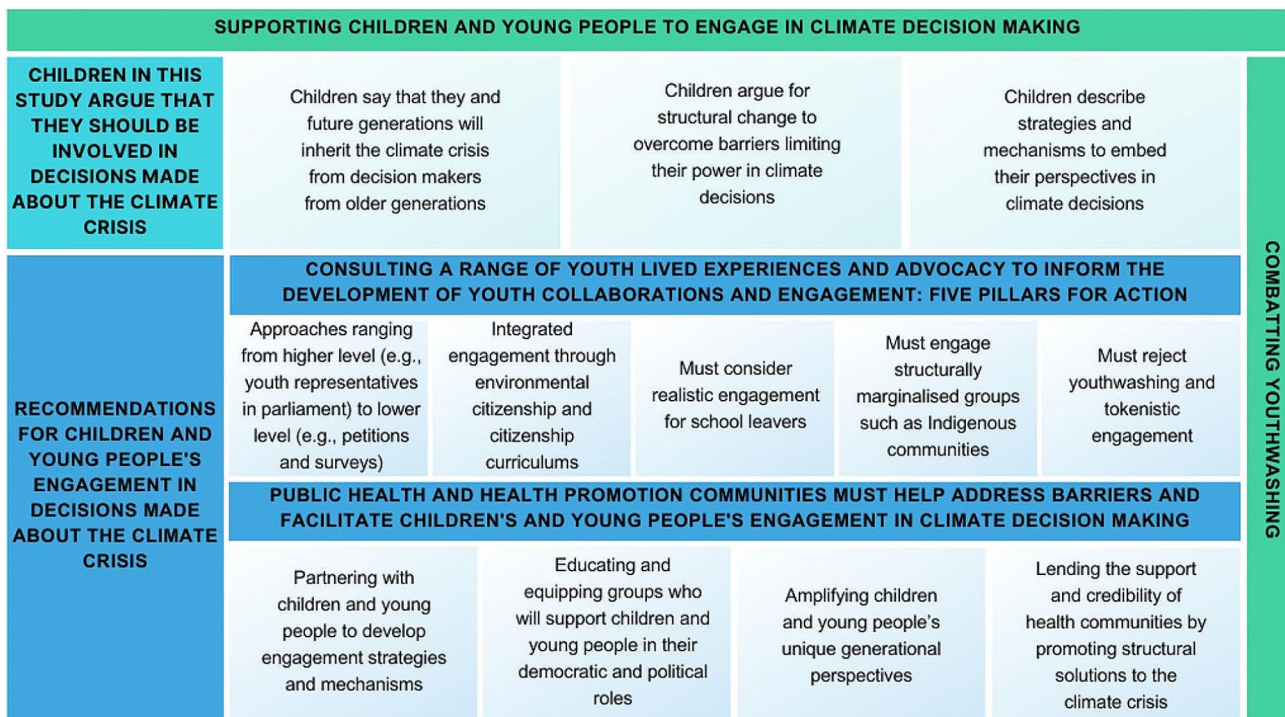 SUPPORTING CHILDREN AND YOUNG PEOPLE TO ENGAGE IN CLIMATE DECISION MAKING
CHILDREN IN THIS
STUDY ARGUE THAT
THEY SHOULD BE
INVOLVED IN
DECISIONS MADE
ABOUT THE CLIMATE
CRISIS
Children say that they and
future generations will
inherit the climate crisis
from decision makers
from older generations
Children argue for
structural change to
overcome barriers limiting
their power in climate
decisions
Children describe
strategies and
mechanisms to embed
their perspectives in
climate decisions
RECOMMENDATIONS
FOR CHILDREN AND
YOUNG PEOPLE'S
ENGAGEMENT IN
DECISIONS MADE
ABOUT THE CLIMATE
CRISIS
CONSULTING A RANGE OF YOUTH LIVED EXPERIENCES AND ADVOCACY TO INFORM THE
DEVELOPMENT OF YOUTH COLLABORATIONS AND ENGAGEMENT: FIVE PILLARS FOR ACTION
Approaches ranging
from higher level (e.g.,
youth representatives
in parliament) to lower
level (e.g., petitions
and surveys)
Integrated
engagement through
environmental
citizenship and
citizenship
curriculums
Must consider
realistic engagement
for school leavers
Must engage
structurally
marginalised groups
such as Indigenous
communities
Must reject
youthwashing and
tokenistic
engagement
PUBLIC HEALTH AND HEALTH PROMOTION COMMUNITIES MUST HELP ADDRESS BARRIERS AND
FACILITATE CHILDREN'S AND YOUNG PEOPLE'S ENGAGEMENT IN CLIMATE DECISION MAKING
Partnering with
children and young
people to develop
engagement strategies
and mechanisms
Educating and
equipping groups who
will support children and
young people in their
democratic and political
roles
Amplifying children
and young people’s
unique generational
perspectives
Lending the support
and credibility of
health communities by
promoting structural
solutions to the
climate crisis
COMBATTING YOUTHWASHING